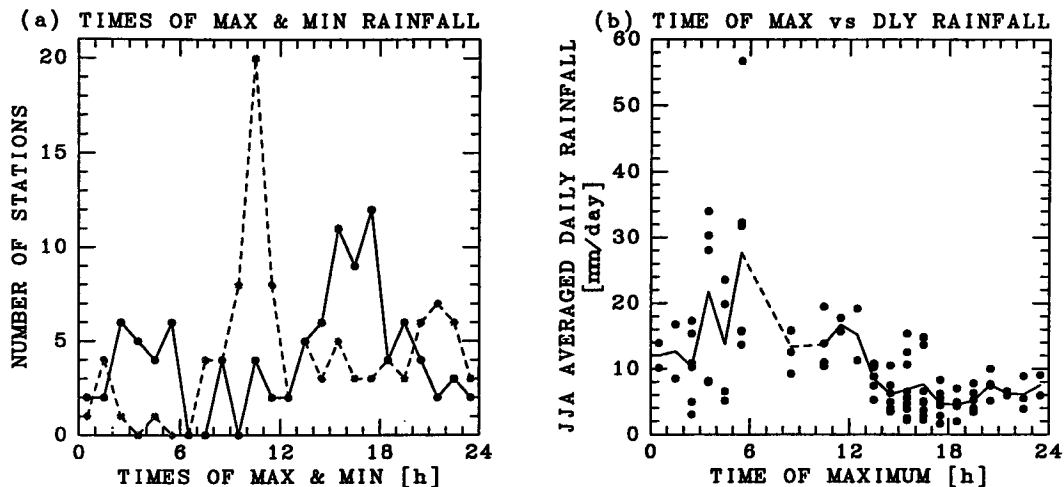 (a) TIMES OF MAX & MIN RAINFALL
NUMBER OF STATIONS
20
15
10
5
0
0 6 12 18 24
TIMES OF MAX & MIN [h]
(b) TIME OF MAX vs DLY RAINFALL
JJA AVERAGED DAILY RAINFALL
[mm/day]
60
50
40
30
20
10
0
0 6 12 18 24
TIME OF MAXIMUM [h]